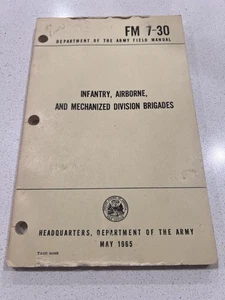 FM 7-30
DEPARTMENT OF THE ARMY FIELD MANUAL
INFANTRY, AIRBORNE,
AND MECHANIZED DIVISION BRIGADES
HEADQUARTERS, DEPARTMENT OF THE ARMY
MAY 1965